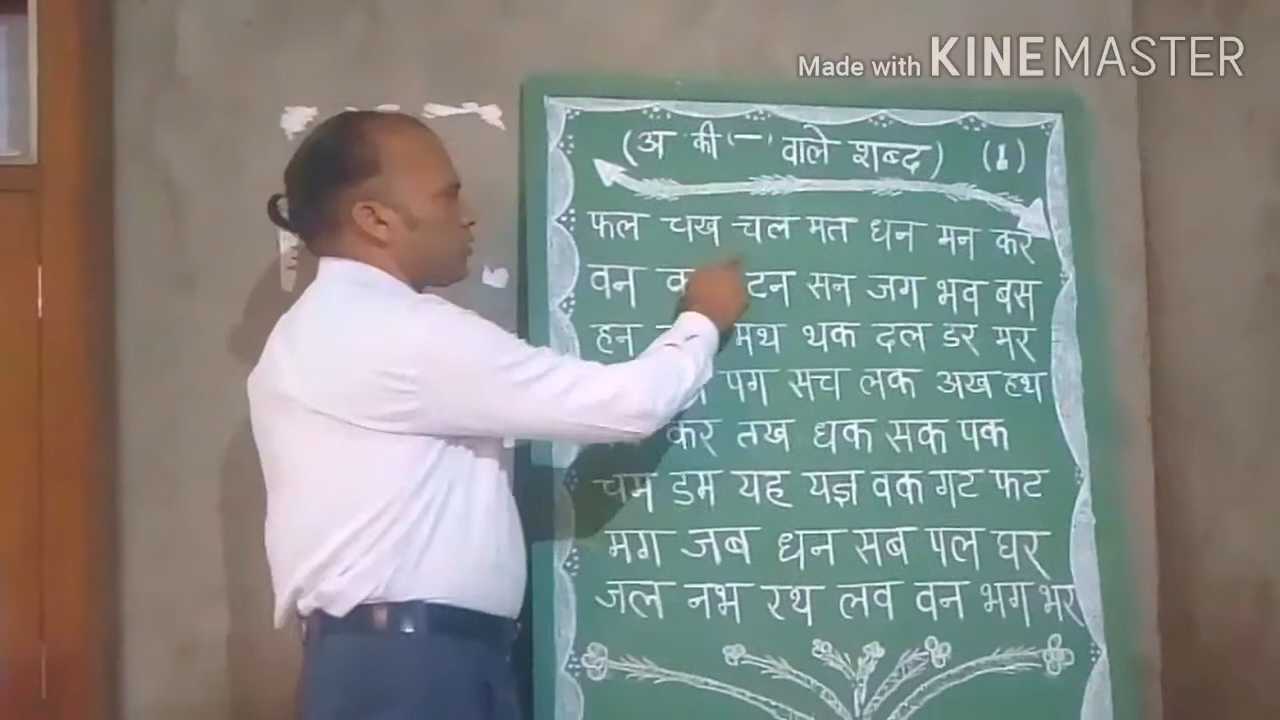 Made with KINEMASTER
(अ की '—' वाले शब्द) (1)
फल चख चल मत धन मन कर
वन टन सन जग भव बस
हन मथ थक दल डर मर
पग सच लक अख हथ
कर तख धक सक पक
चम डम यह यज्ञ वक गट फट
मग जब धन सब पल घर
जल नभ रथ लव वन भग भर